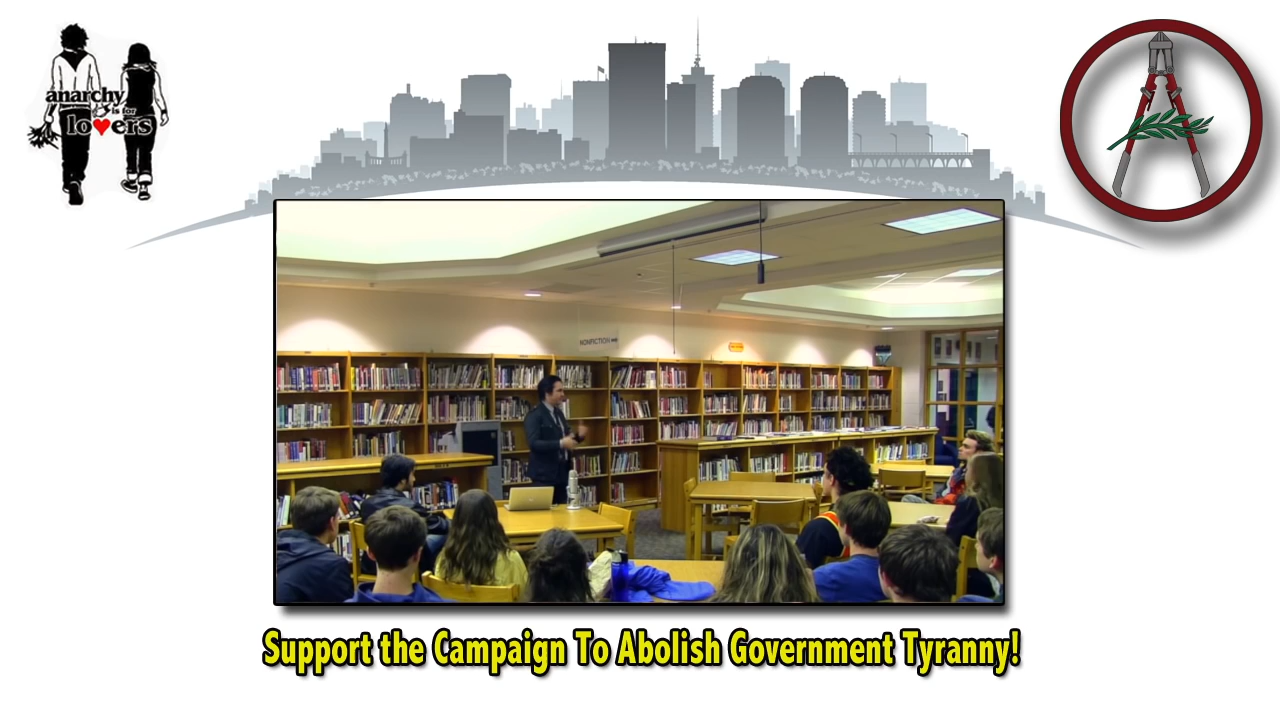 anarchy
is for
lovers
NONFICTION
Support the Campaign To Abolish Government Tyranny!